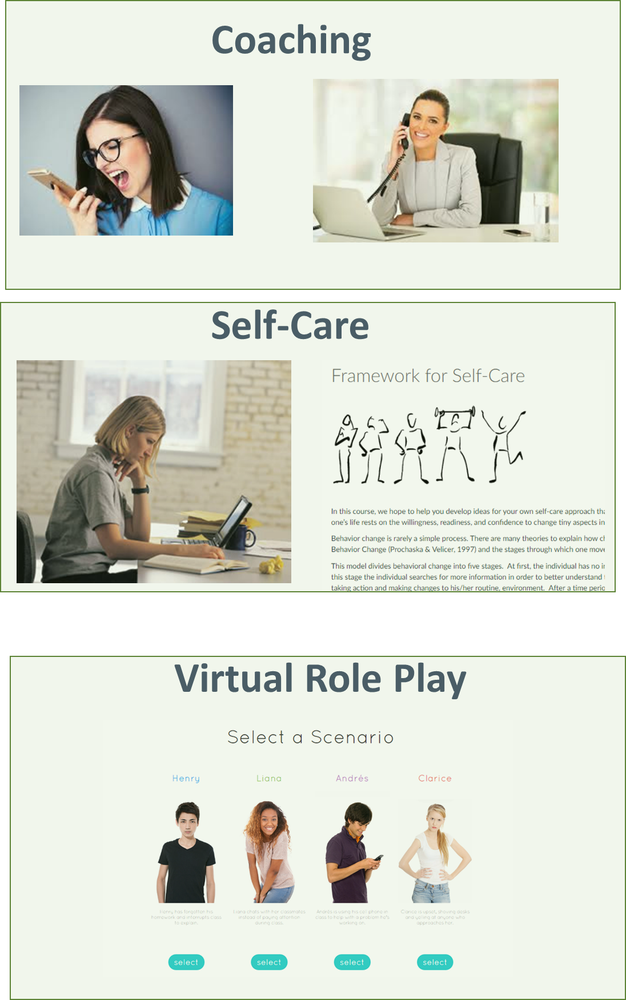 Coaching
Self-Care
Framework for Self-Care
In this course, we hope to help you develop ideas for your own self-care approach tha
one's life rests on the willingness, readiness, and confidence to change tiny aspects in
Behavior change is rarely a simple process. There are many theories to explain how ch
Behavior Change (Prochaska & Velicer, 1997) and the stages through which one move
This model divides behavioral change into five stages. At first, the individual has no in
this stage the individual searches for more information in order to better understand
taking action and making changes to his/her routine, environment. After a time perio
Virtual Role Play
Select a Scenario
Henry Liana Andrés Clarice
Henry has forgotten his homework and interrupts class to explain.
Liana chats with her classmates instead of paying attention during class.
Andrés is using his cell phone in class to help with a problem he's working on.
Clarice is upset, shoving desks and yelling at anyone who approaches her.
select select select select